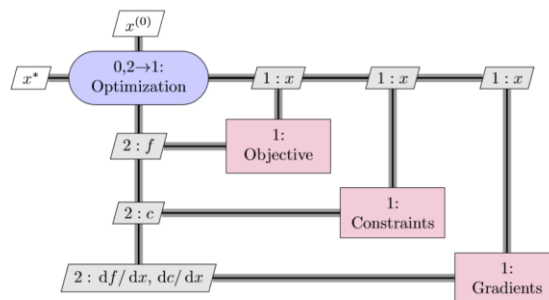 x^(0)
x*
0,2→1:
Optimization
1 : x
1 : x
1 : x
2 : f
1:
Objective
2 : c
1:
Constraints
2 : df/dx, dc/dx
1:
Gradients